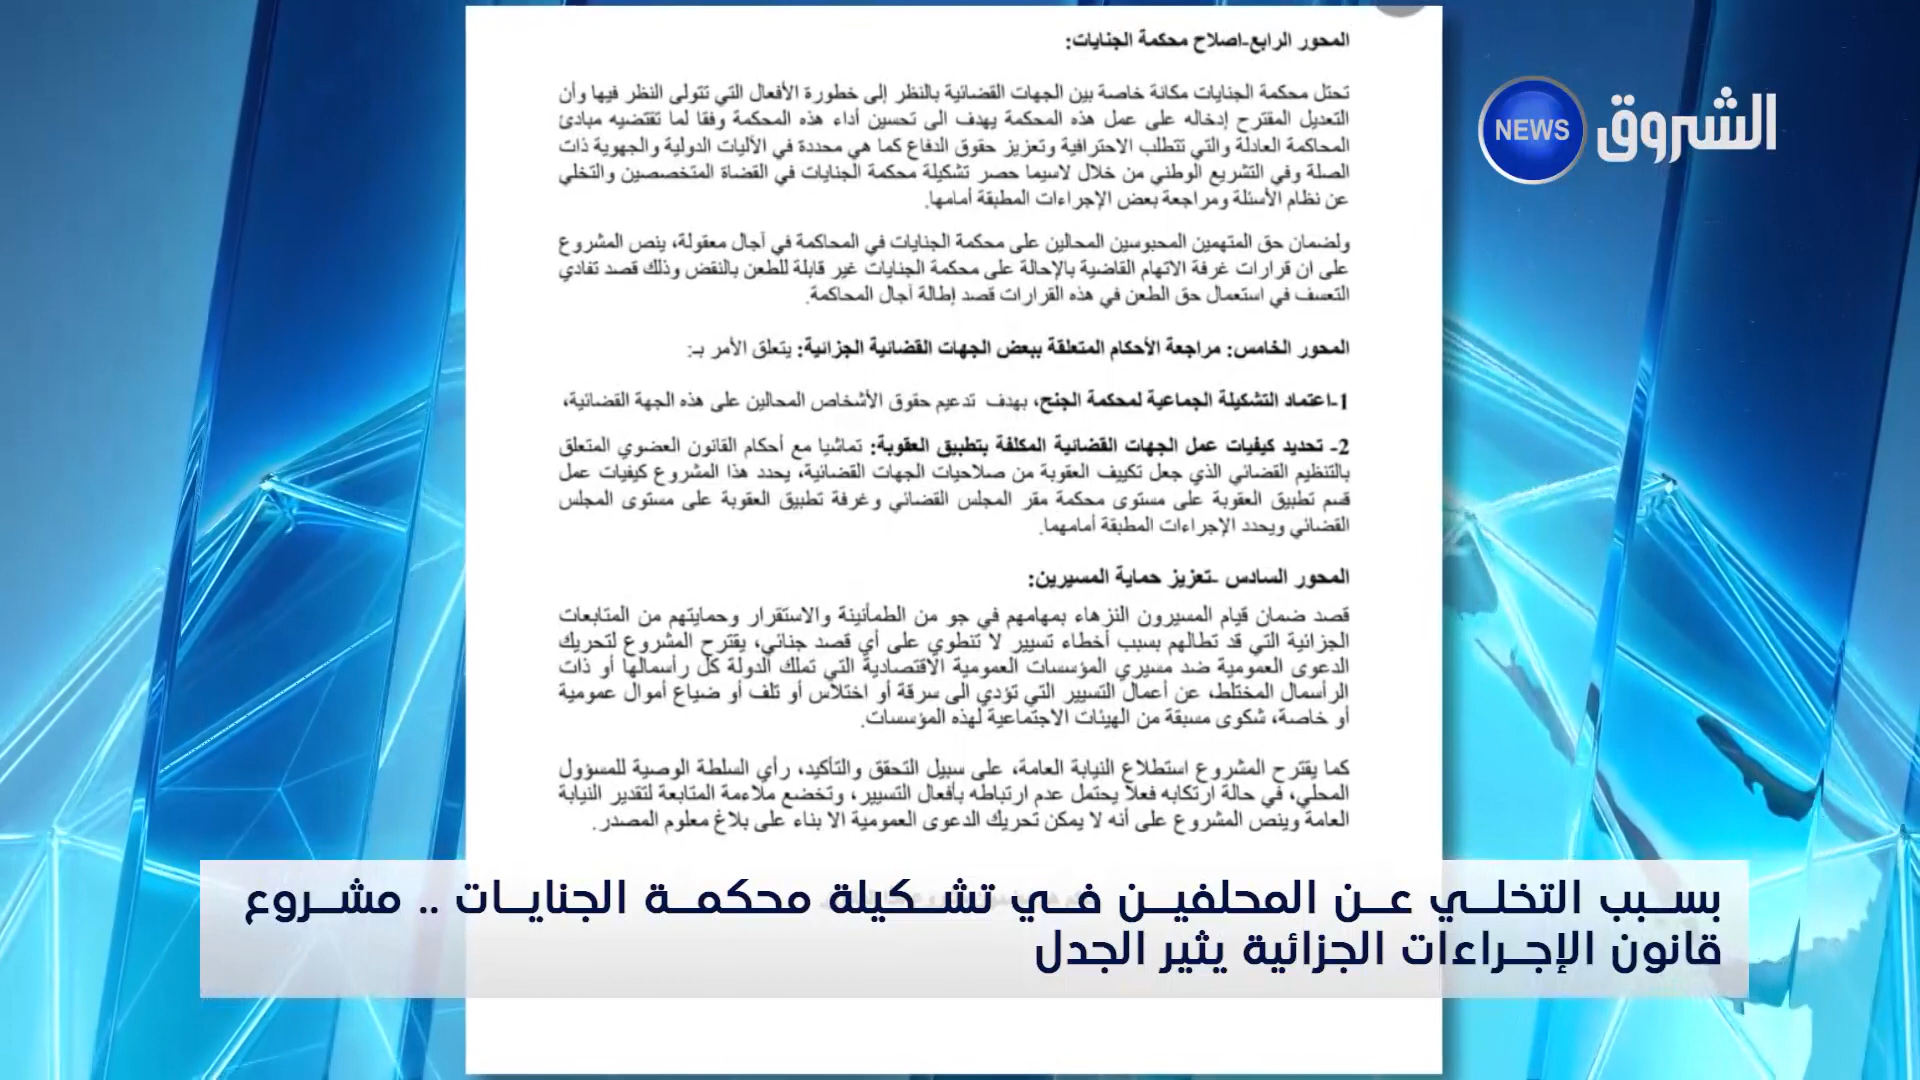 المحور الرابع-اصلاح محكمة الجنايات:
تحتل محكمة الجنايات مكانة خاصة بين الجهات القضائية بالنظر إلى خطورة الأفعال التي تتولى النظر فيها وأن
التعديل المقترح إدخاله على عمل هذه المحكمة يهدف الى تحسين أداء هذه المحكمة وفقا لما تقتضيه مبادئ
المحاكمة العادلة والتي تتطلب الاحترافية وتعزيز حقوق الدفاع كما هي محددة في الآليات الدولية والجهوية ذات
الصلة وفي التشريع الوطني من خلال لاسيما حصر تشكيلة محكمة الجنايات في القضاة المتخصصين والتخلي
عن نظام الأسئلة ومراجعة بعض الإجراءات المطبقة أمامها.
ولضمان حق المتهمين المحبوسين المحالين على محكمة الجنايات في المحاكمة في أجال معقولة، ينص المشروع
على ان قرارات غرفة الاتهام القاضية بالإحالة على محكمة الجنايات غير قابلة للطعن بالنقض وذلك قصد تفادي
التعسف في استعمال حق الطعن في هذه القرارات قصد إطالة أجال المحاكمة.
المحور الخامس: مراجعة الأحكام المتعلقة ببعض الجهات القضائية الجزائية: يتعلق الأمر بـ:
1-اعتماد التشكيلة الجماعية لمحكمة الجنح، بهدف تدعيم حقوق الأشخاص المحالين على هذه الجهة القضائية،
2- تحديد كيفيات عمل الجهات القضائية المكلفة بتطبيق العقوبة: تماشيا مع أحكام القانون العضوي المتعلق
بالتنظيم القضائي الذي جعل تكييف العقوبة من صلاحيات الجهات القضائية، يحدد هذا المشروع كيفيات عمل
قسم تطبيق العقوبة على مستوى محكمة مقر المجلس القضائي وغرفة تطبيق العقوبة على مستوى المجلس
القضائي ويحدد الإجراءات المطبقة أمامهما.
المحور السادس -تعزيز حماية المسيرين:
قصد ضمان قيام المسيرون النزهاء بمهامهم في جو من الطمأنينة والاستقرار وحمايتهم من المتابعات
الجزائية التي قد تطالهم بسبب أخطاء تسيير لا تنطوي على أي قصد جنائي، يقترح المشروع لتحريك
الدعوى العمومية ضد مسيري المؤسسات العمومية الاقتصادية التي تملك الدولة كل رأسمالها أو ذات
الرأسمال المختلط، عن أعمال التسيير التي تؤدي الى سرقة أو اختلاس أو تلف أو ضياع أموال عمومية
أو خاصة، شكوى مسبقة من الهيئات الاجتماعية لهذه المؤسسات.
كما يقترح المشروع استطلاع النيابة العامة، على سبيل التحقق والتأكيد، رأي السلطة الوصية للمسؤول
المحلي، في حالة ارتكابه فعلا يحتمل عدم ارتباطه بأفعال التسيير، وتخضع ملاءمة المتابعة لتقدير النيابة
العامة وينص المشروع على أنه لا يمكن تحريك الدعوى العمومية الا بناء على بلاغ معلوم المصدر.
الشروق NEWS
بسبب التخلي عن المحلفين في تشكيلة محكمة الجنايات .. مشروع
قانون الإجراءات الجزائية يثير الجدل